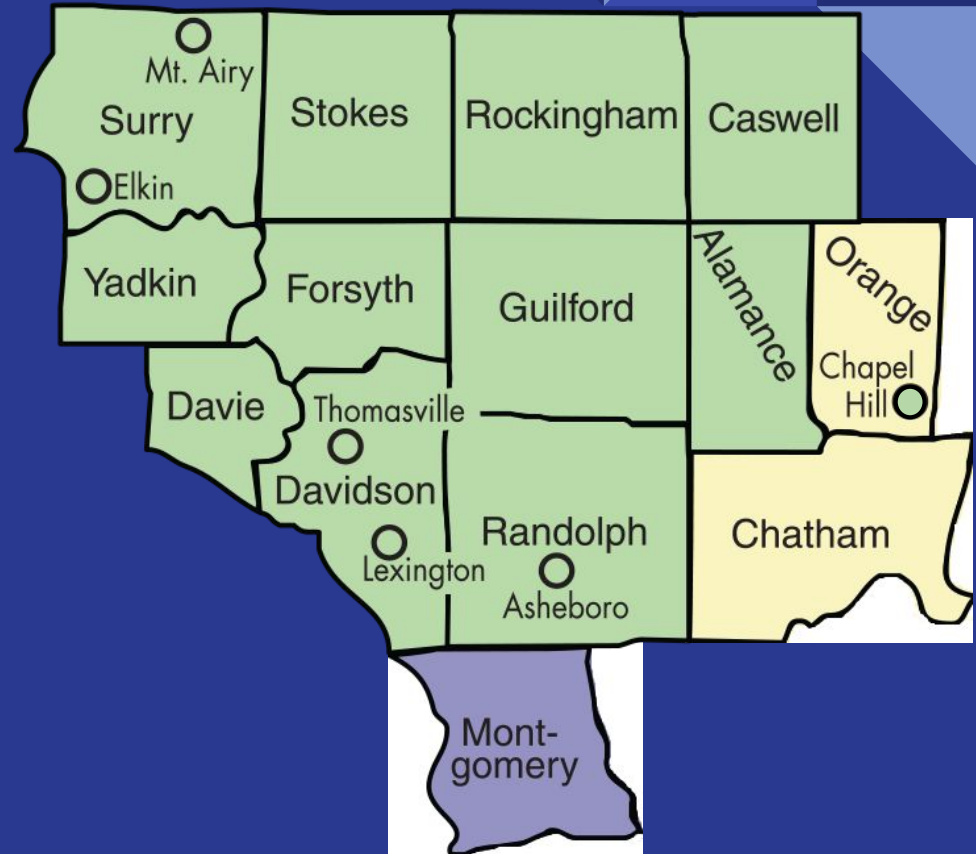 Mt. Airy
Surry
Stokes
Rockingham
Caswell
Elkin
Yadkin
Forsyth
Guilford
Alamance
Orange
Chapel
Hill
Davie
Thomasville
Davidson
Lexington
Randolph
Asheboro
Chatham
Mont-
gomery